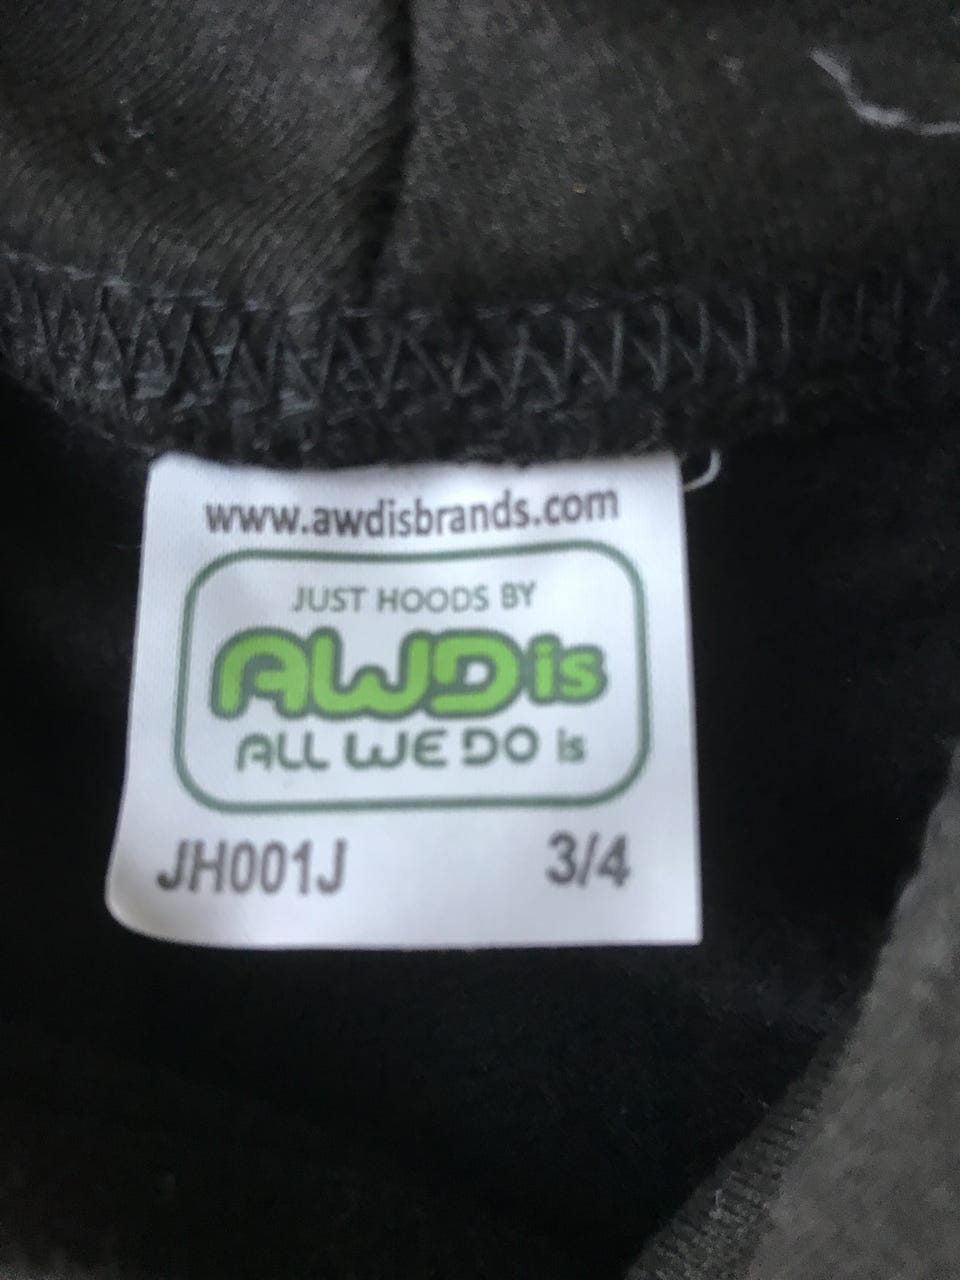 www.awdisbrands.com
JUST HOODS BY
AWDis
ALL WE DO is
JH001J 3/4